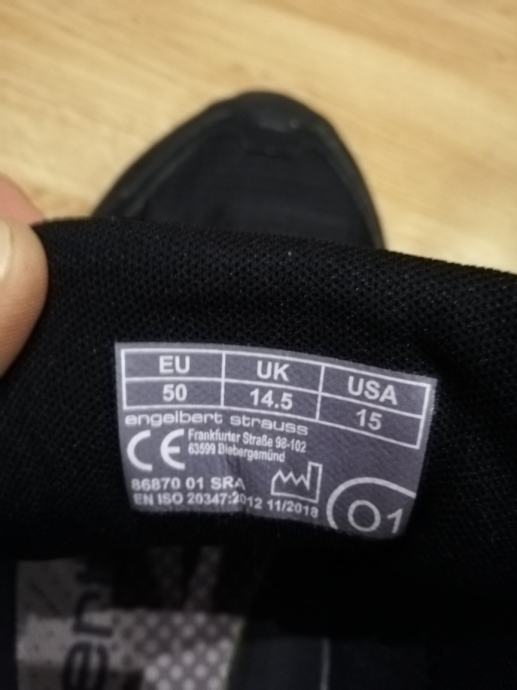 EU UK USA
50 14.5 15
engelbert strauss
CE Frankfurter Straße 98-102
63599 Biebergemünd
86870 01 SRA
EN ISO 20347:2012 11/2018
O1